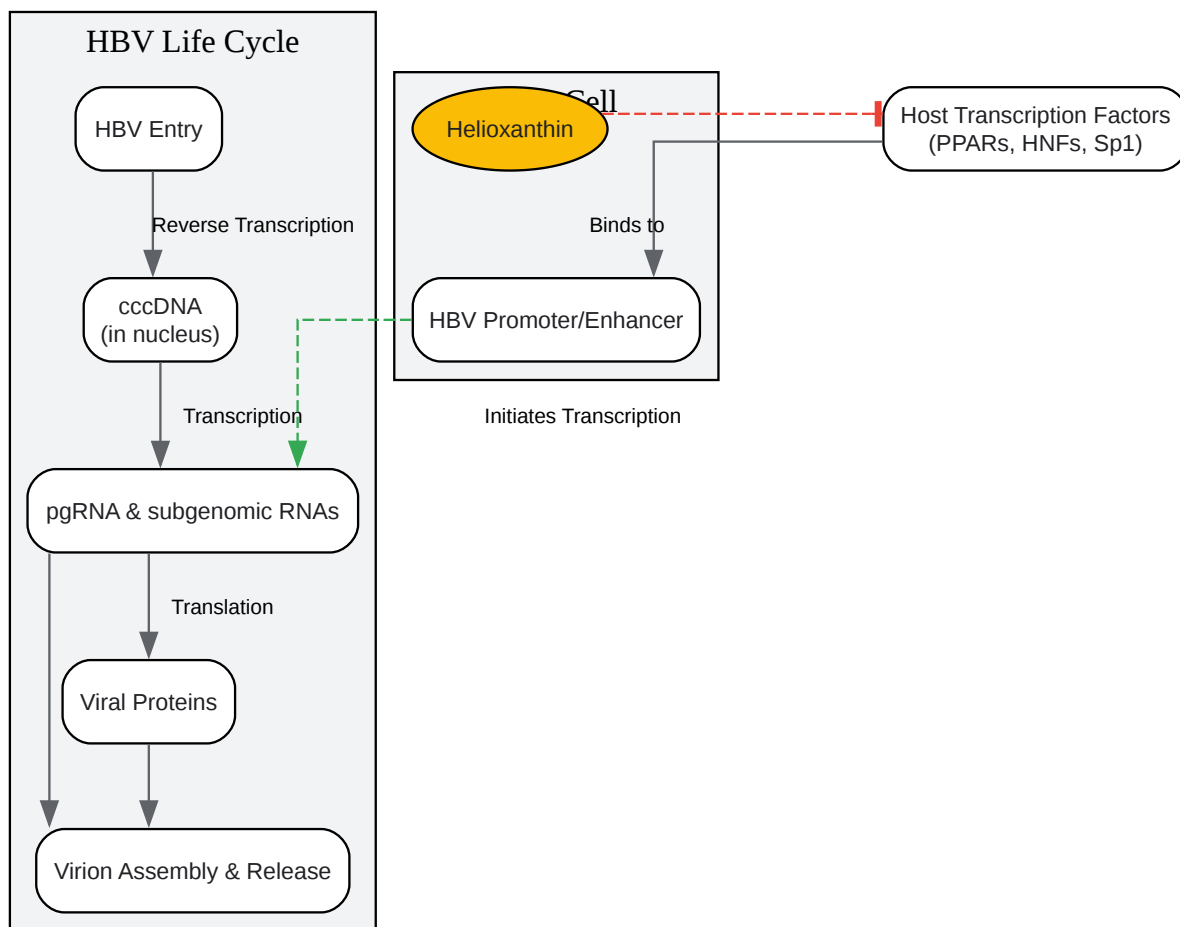 HBV Life Cycle
HBV Entry
Reverse Transcription
cccDNA
(in nucleus)
Transcription
pgRNA & subgenomic RNAs
Translation
Viral Proteins
Virion Assembly & Release
Cell
Helioxanthin
Host Transcription Factors
(PPARs, HNFs, Sp1)
Binds to
HBV Promoter/Enhancer
Initiates Transcription